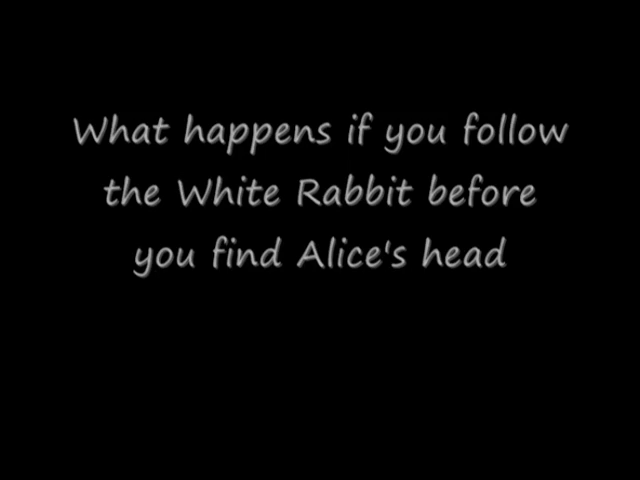 What happens if you follow
the White Rabbit before
you find Alice's head